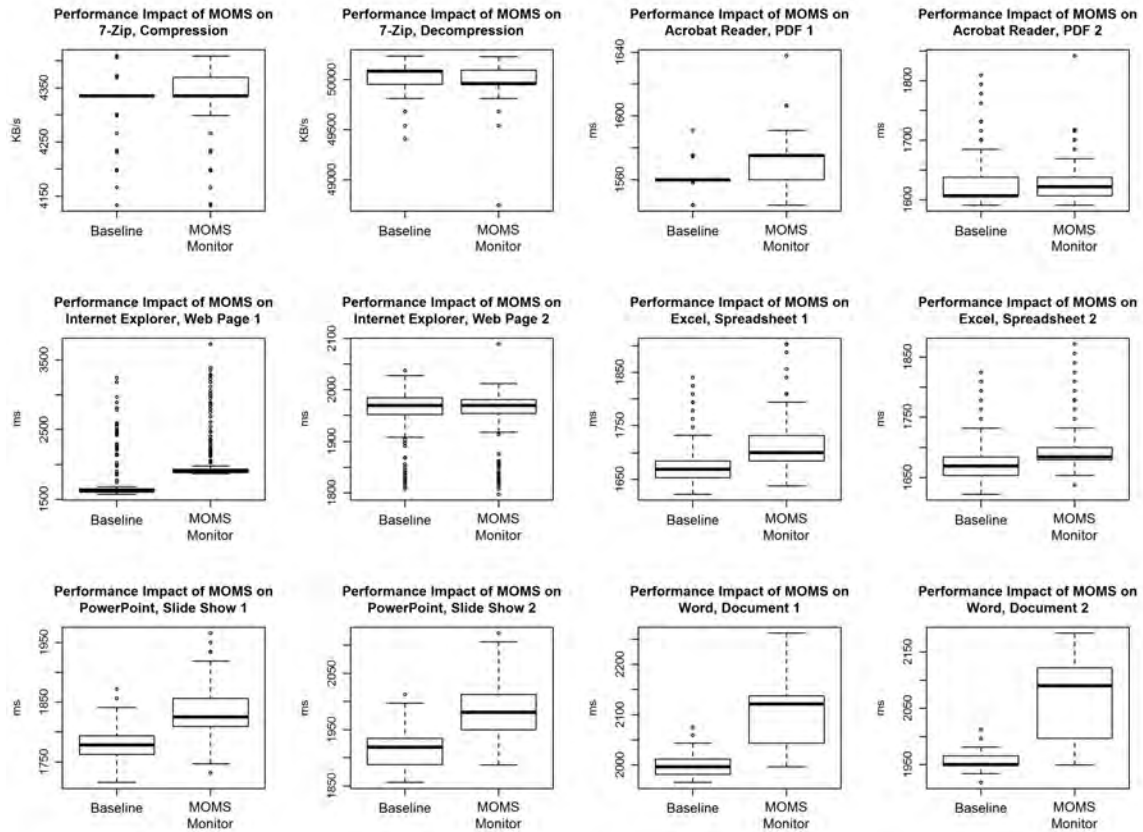 Performance Impact of MOMS on
7-Zip, Compression
KB/s
4350
4250
4150
Baseline
MOMS
Monitor
Performance Impact of MOMS on
7-Zip, Decompression
KB/s
50000
49500
49000
Baseline
MOMS
Monitor
Performance Impact of MOMS on
Acrobat Reader, PDF 1
ms
1640
1600
1560
Baseline
MOMS
Monitor
Performance Impact of MOMS on
Acrobat Reader, PDF 2
ms
1800
1700
1600
Baseline
MOMS
Monitor
Performance Impact of MOMS on
Internet Explorer, Web Page 1
ms
3500
2500
1500
Baseline
MOMS
Monitor
Performance Impact of MOMS on
Internet Explorer, Web Page 2
ms
2100
2000
1900
1800
Baseline
MOMS
Monitor
Performance Impact of MOMS on
Excel, Spreadsheet 1
ms
1850
1750
1650
Baseline
MOMS
Monitor
Performance Impact of MOMS on
Excel, Spreadsheet 2
ms
1850
1750
1650
Baseline
MOMS
Monitor
Performance Impact of MOMS on
PowerPoint, Slide Show 1
ms
1950
1850
1750
Baseline
MOMS
Monitor
Performance Impact of MOMS on
PowerPoint, Slide Show 2
ms
2050
1950
1850
Baseline
MOMS
Monitor
Performance Impact of MOMS on
Word, Document 1
ms
2200
2100
2000
Baseline
MOMS
Monitor
Performance Impact of MOMS on
Word, Document 2
ms
2150
2050
1950
Baseline
MOMS
Monitor